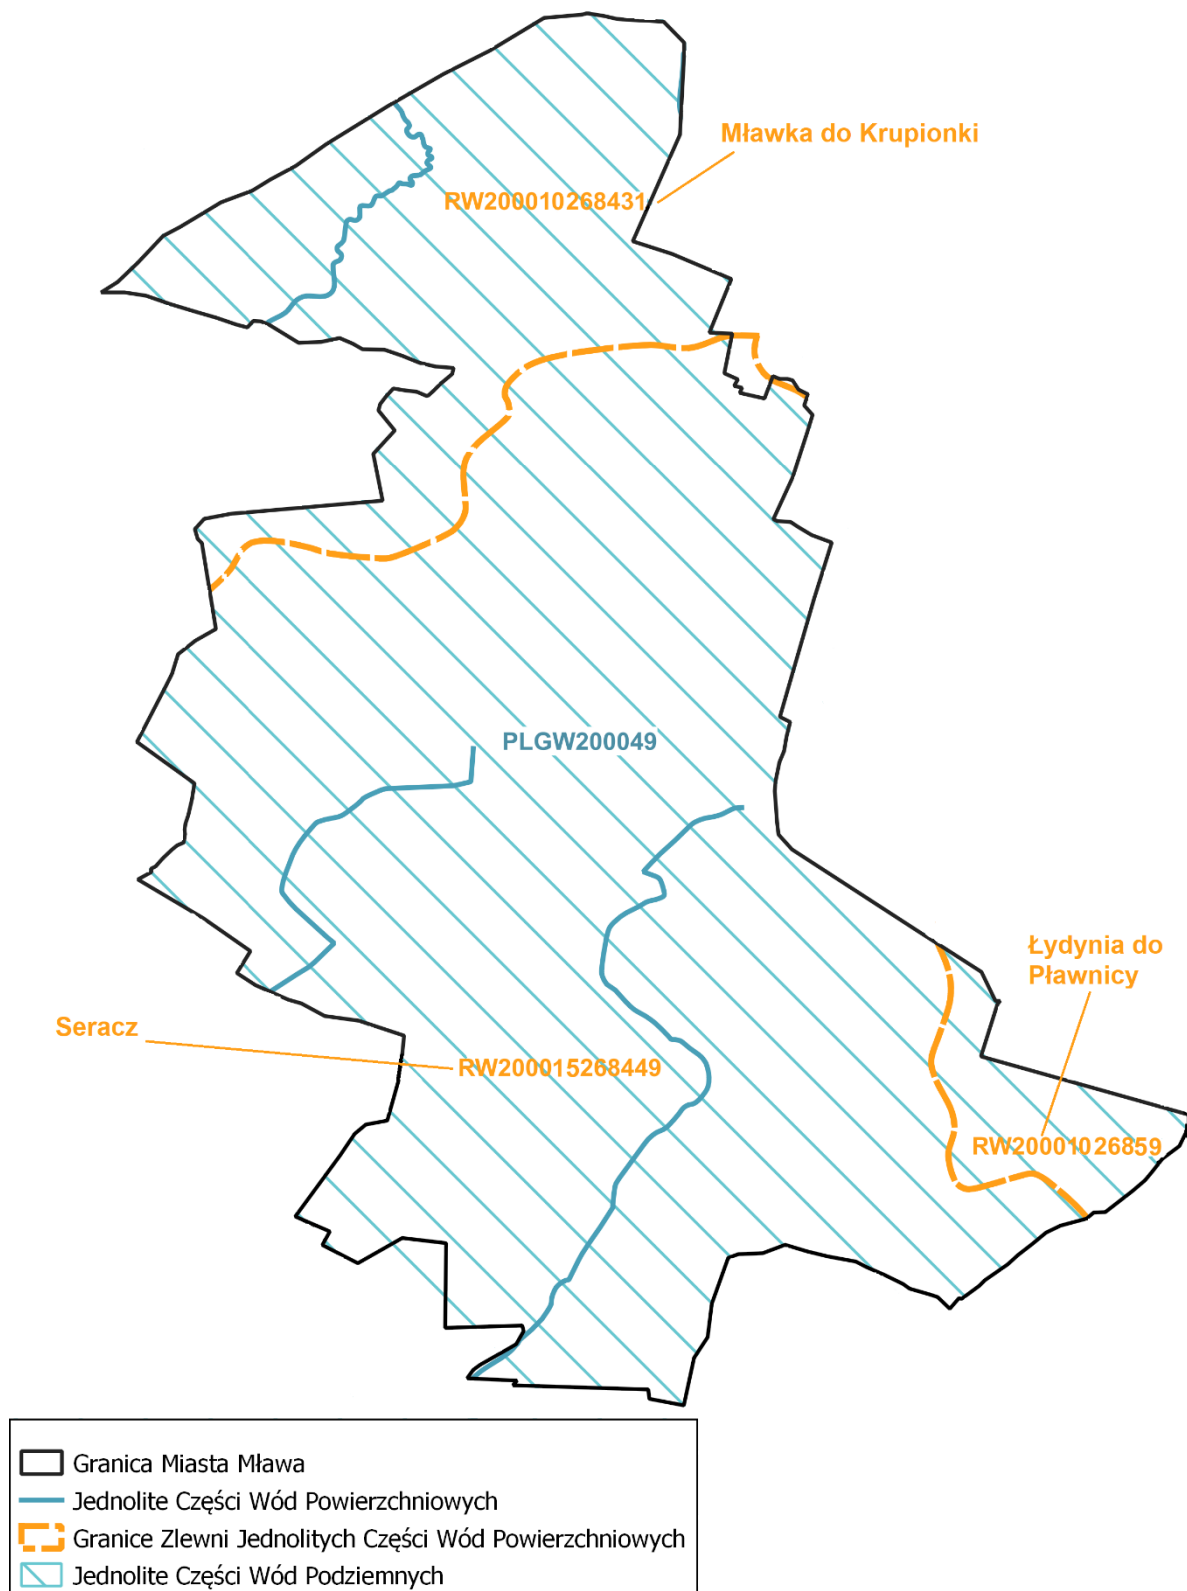 Mławka do Krupionki
RW200010268431
PLGW200049
Łydynia do
Pławnicy
Seracz
RW200015268449
RW20001026859
Granica Miasta Mława
Jednolite Części Wód Powierzchniowych
Granice Zlewni Jednolitych Części Wód Powierzchniowych
Jednolite Części Wód Podziemnych